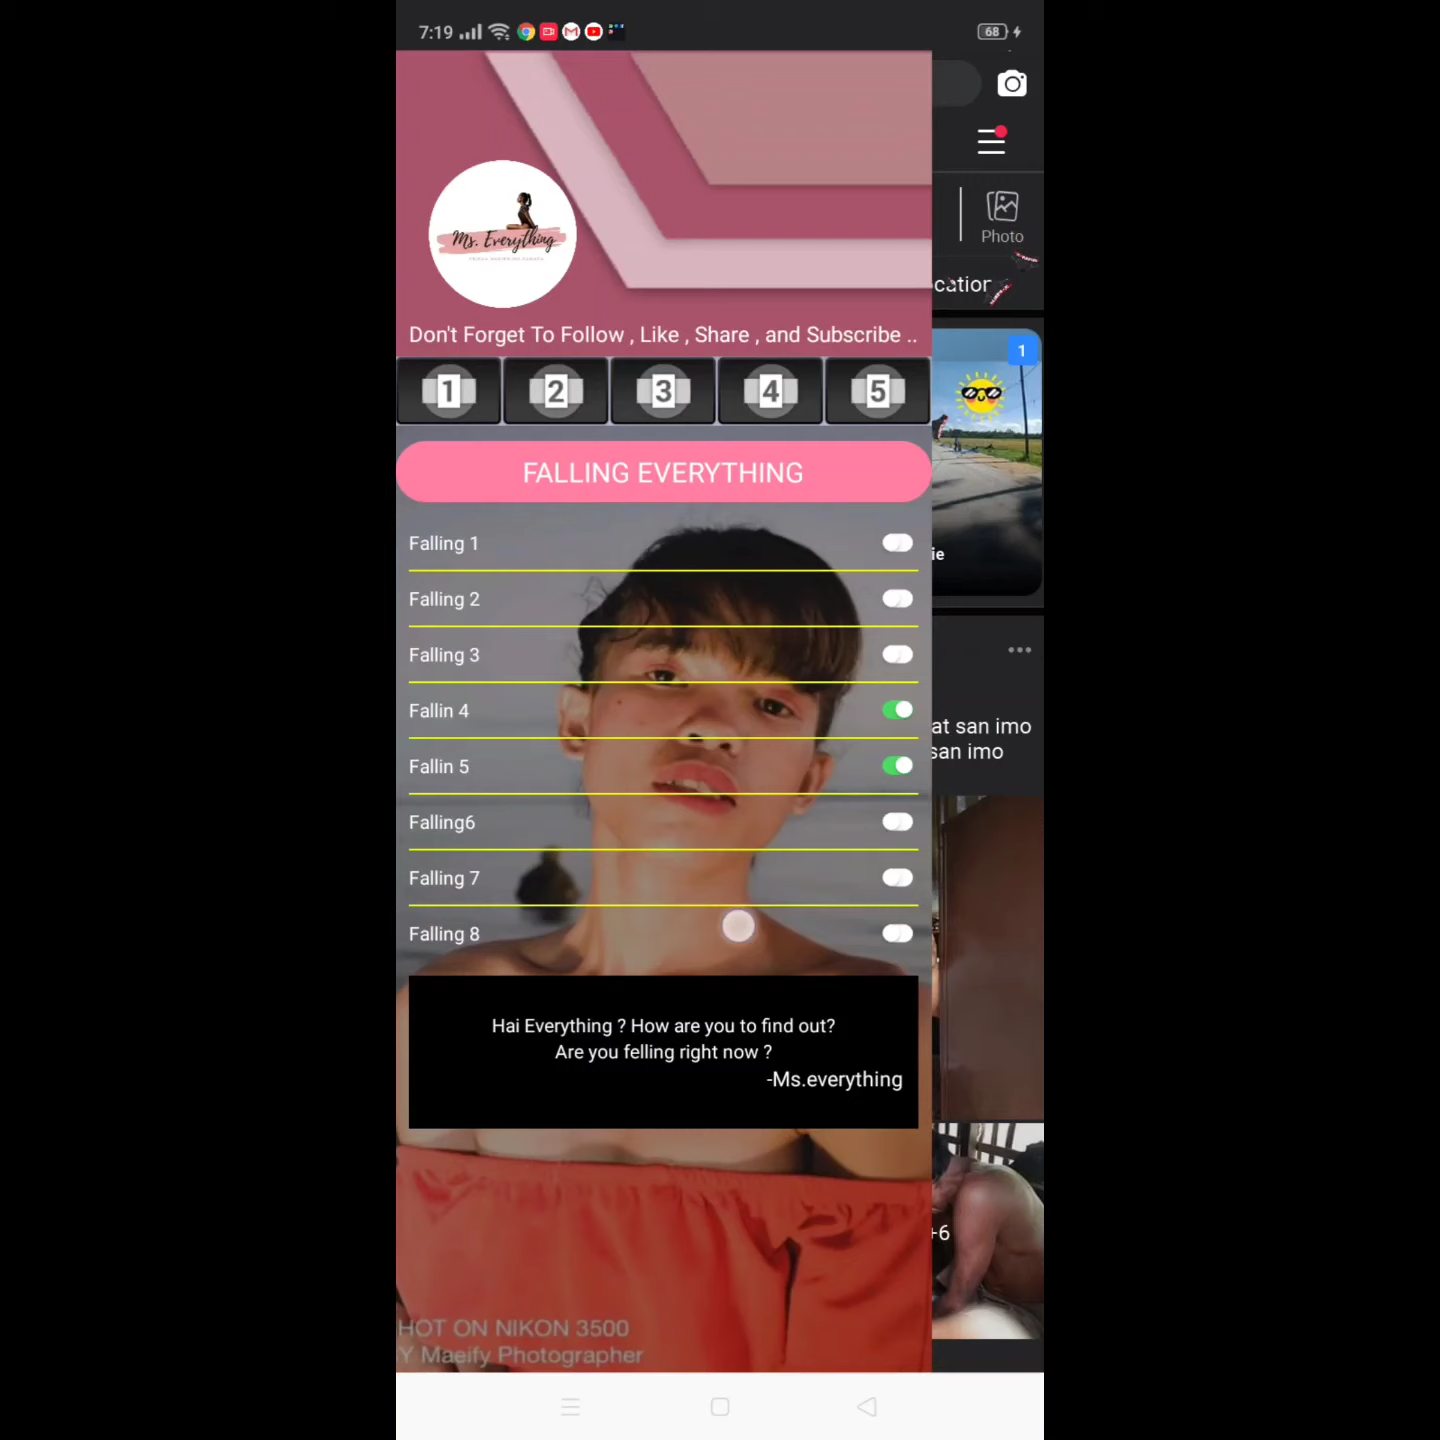 7:19
68
Ms. Everything
Photo
cation
Don't Forget To Follow , Like , Share , and Subscribe ..
1 2 3 4 5
1
FALLING EVERYTHING
Falling 1
ie
Falling 2
Falling 3
Fallin 4
at san imo
san imo
Fallin 5
Falling6
Falling 7
Falling 8
Hai Everything ? How are you to find out?
Are you felling right now ?
-Ms.everything
+6
HOT ON NIKON 3500
Y Maeify Photographer